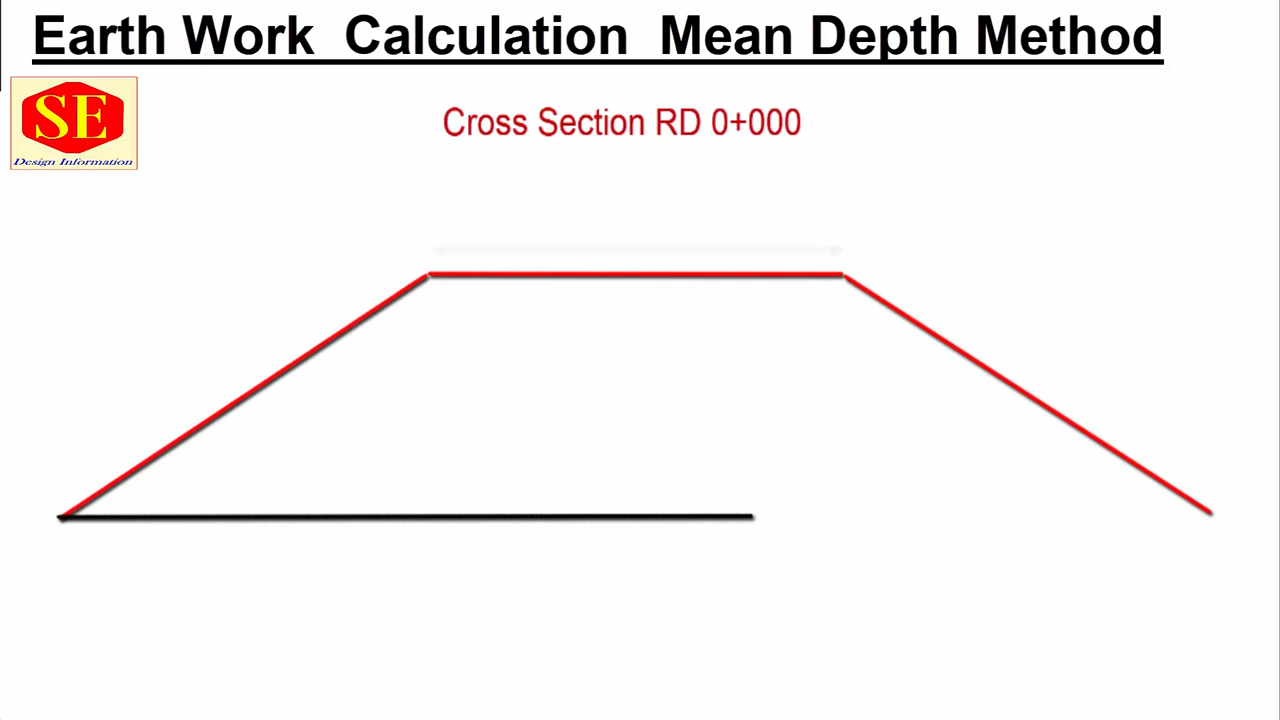 Earth Work Calculation Mean Depth Method
SE
Design Information
Cross Section RD 0+000